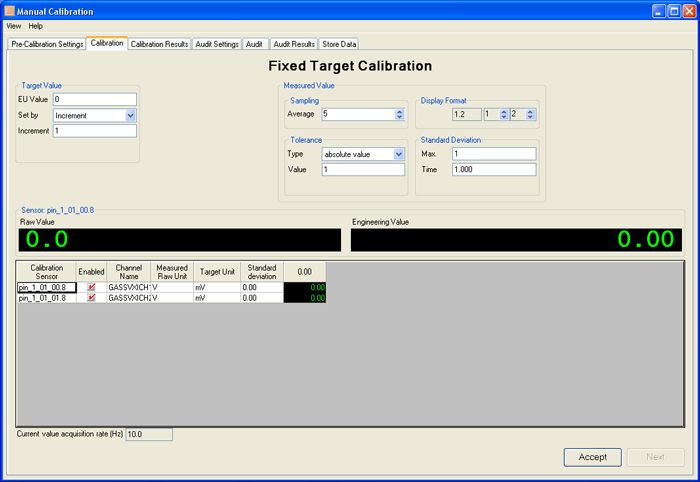 Manual Calibration
View Help
Pre-Calibration Settings Calibration Calibration Results Audit Settings Audit Audit Results Store Data
Fixed Target Calibration
Target Value
EU Value 0
Set by Increment
Increment 1
Measured Value
Sampling
Average 5
Display Format
1.2 1 2
Tolerance
Type absolute value
Value 1
Standard Deviation
Max. 1
Time 1.000
Sensor: pin_1_01_00.8
Raw Value Engineering Value
0.0 0.00
Calibration Sensor Enabled Channel Name Measured Raw Unit Target Unit Standard deviation 0.00
pin_1_01_00.8 GASSVXICH1 V mV 0.00 0.00
pin_1_01_01.8 GASSVXICH2 V mV 0.00 0.00
Current value acquisition rate (Hz) 10.0
Accept Next